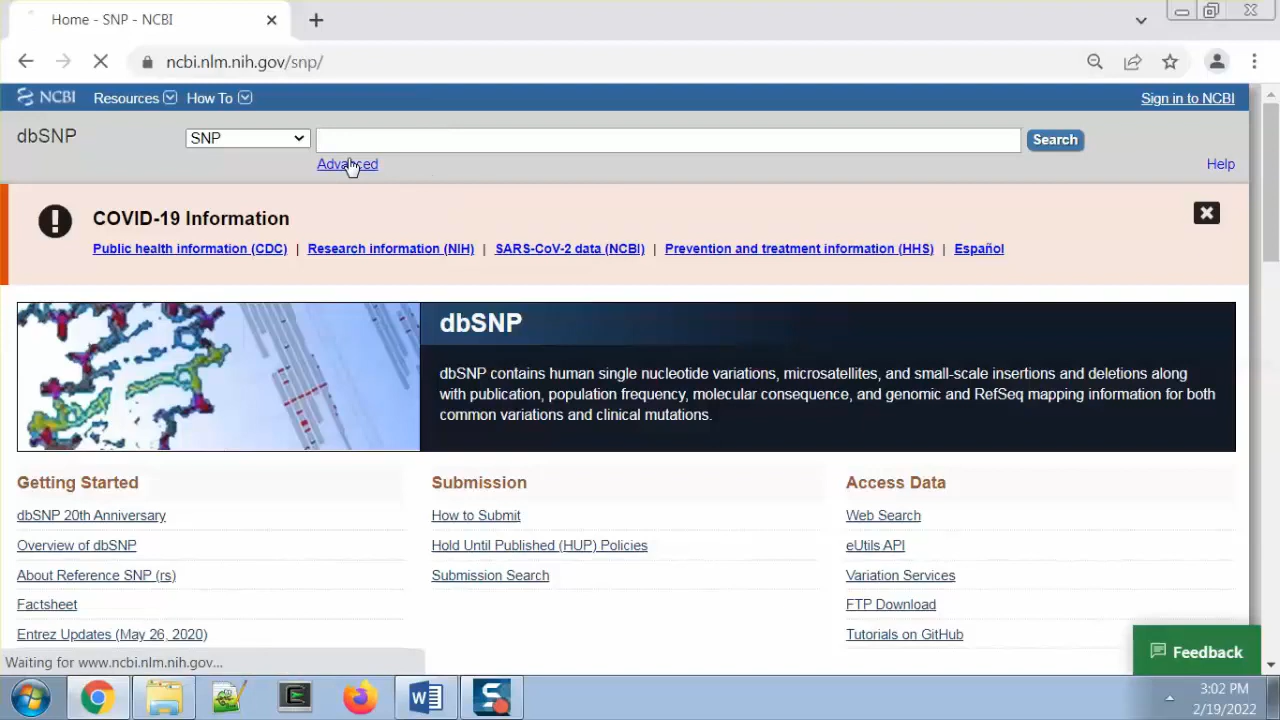 Home - SNP - NCBI
ncbi.nlm.nih.gov/snp/
NCBI Resources How To Sign in to NCBI
dbSNP SNP Search
Advanced Help
COVID-19 Information
Public health information (CDC) | Research information (NIH) | SARS-CoV-2 data (NCBI) | Prevention and treatment information (HHS) | Español
dbSNP
dbSNP contains human single nucleotide variations, microsatellites, and small-scale insertions and deletions along
with publication, population frequency, molecular consequence, and genomic and RefSeq mapping information for both
common variations and clinical mutations.
Getting Started Submission Access Data
dbSNP 20th Anniversary How to Submit Web Search
Overview of dbSNP Hold Until Published (HUP) Policies eUtils API
About Reference SNP (rs) Submission Search Variation Services
Factsheet FTP Download
Entrez Updates (May 26, 2020) Tutorials on GitHub
Feedback
Waiting for www.ncbi.nlm.nih.gov...
3:02 PM
2/19/2022